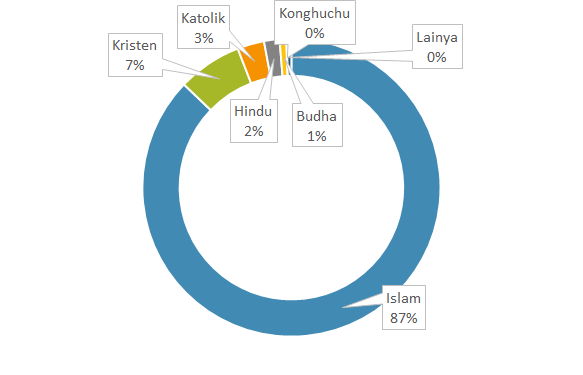 Konghuchu
0%
Katolik
3%
Lainya
0%
Kristen
7%
Hindu
2%
Budha
1%
Islam
87%